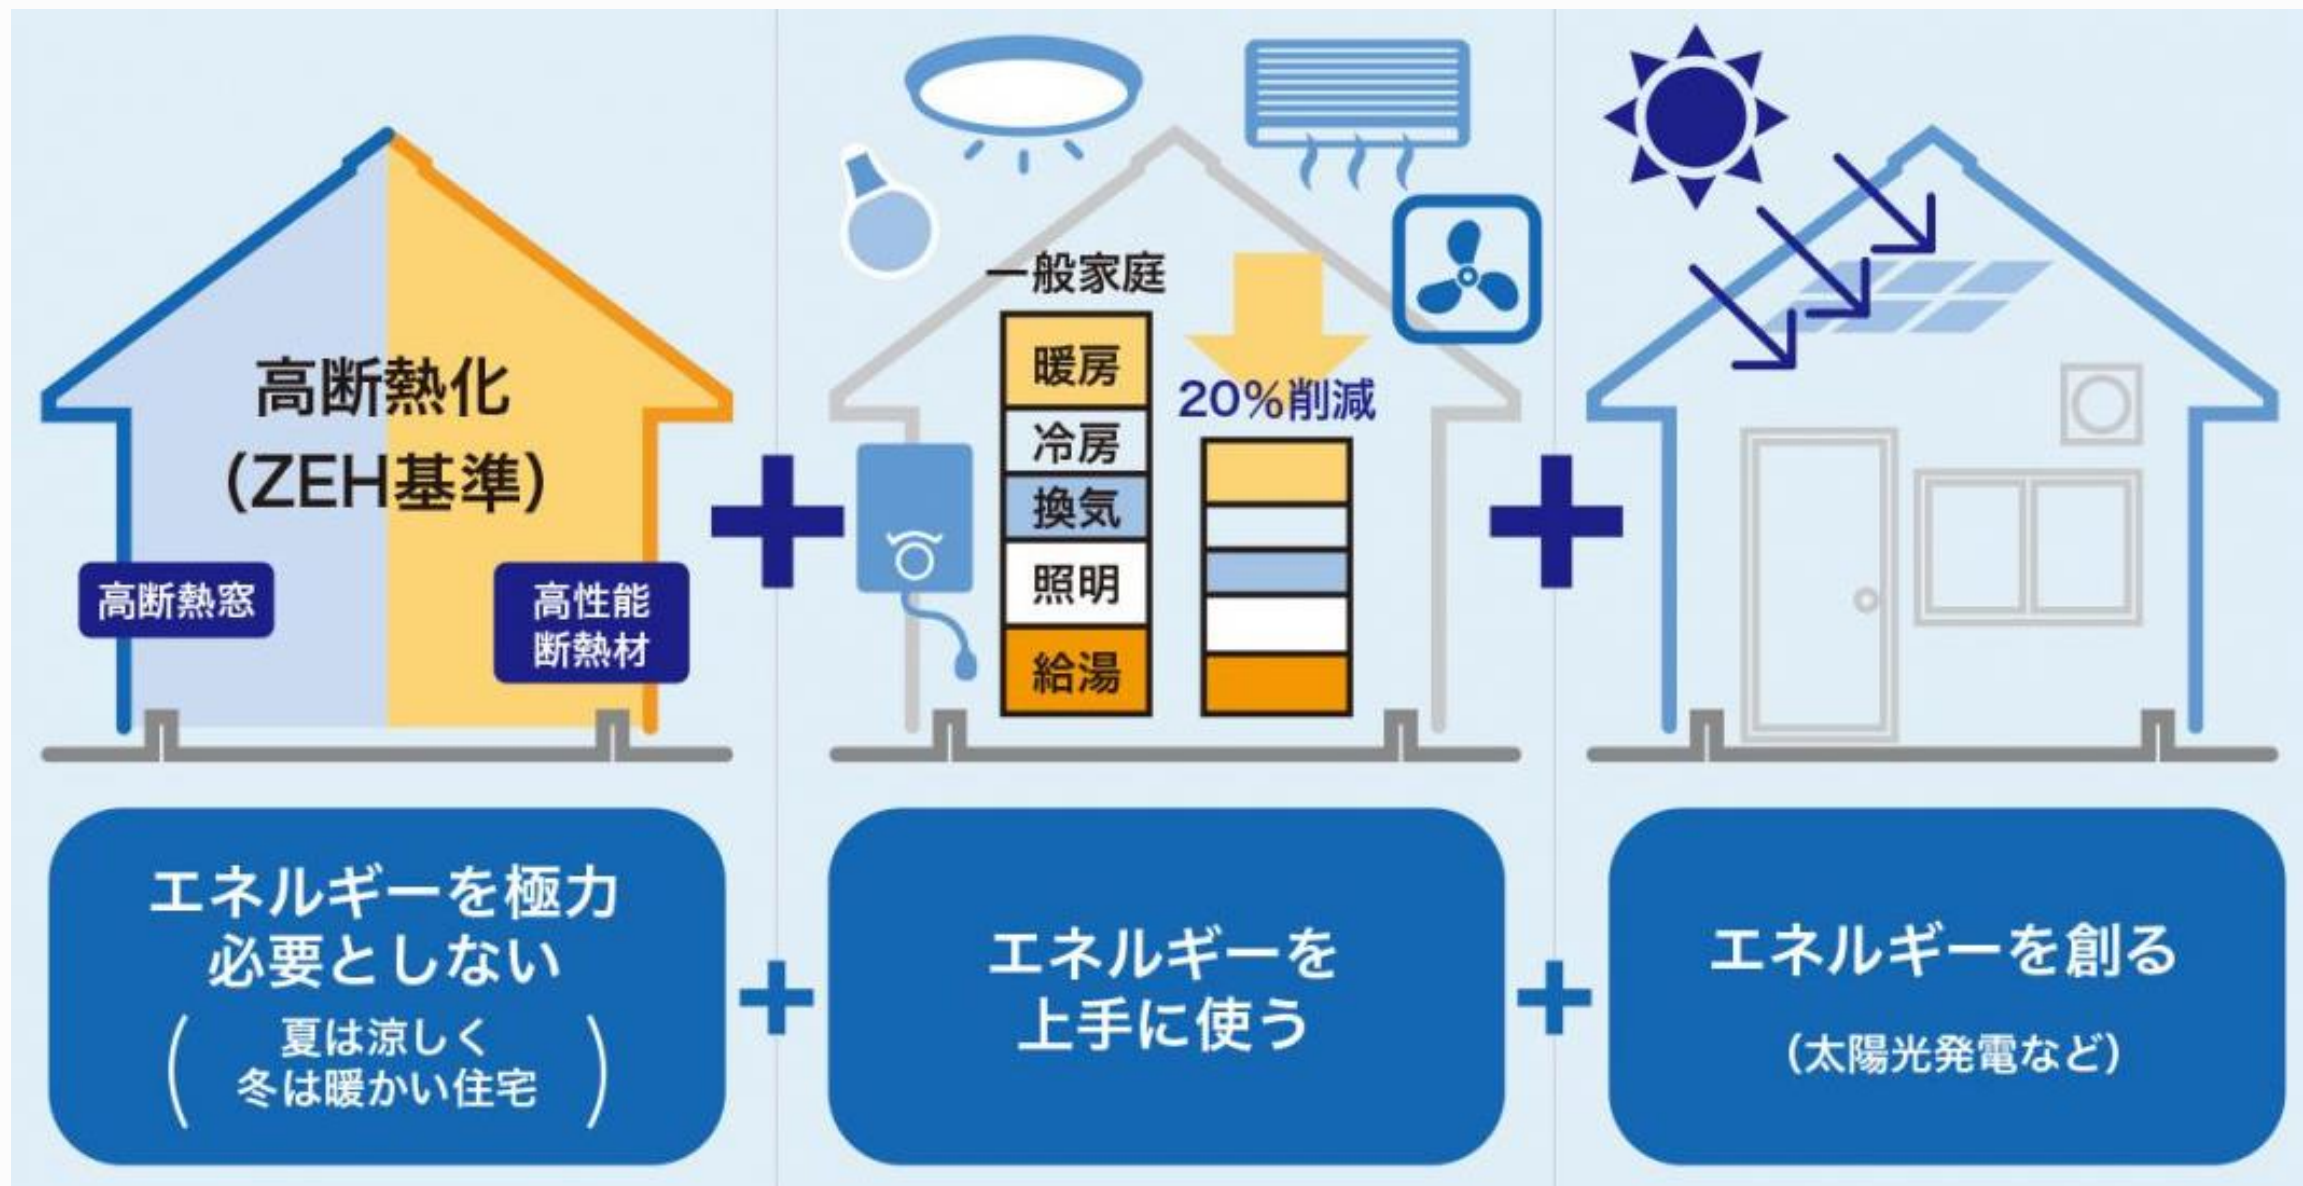 高断熱化
（ZEH基準）
高断熱窓
高性能
断熱材
一般家庭
暖房
冷房
換気
照明
給湯
20%削減
エネルギーを極力
必要としない
（夏は涼しく
冬は暖かい住宅）
エネルギーを
上手に使う
エネルギーを創る
（太陽光発電など）